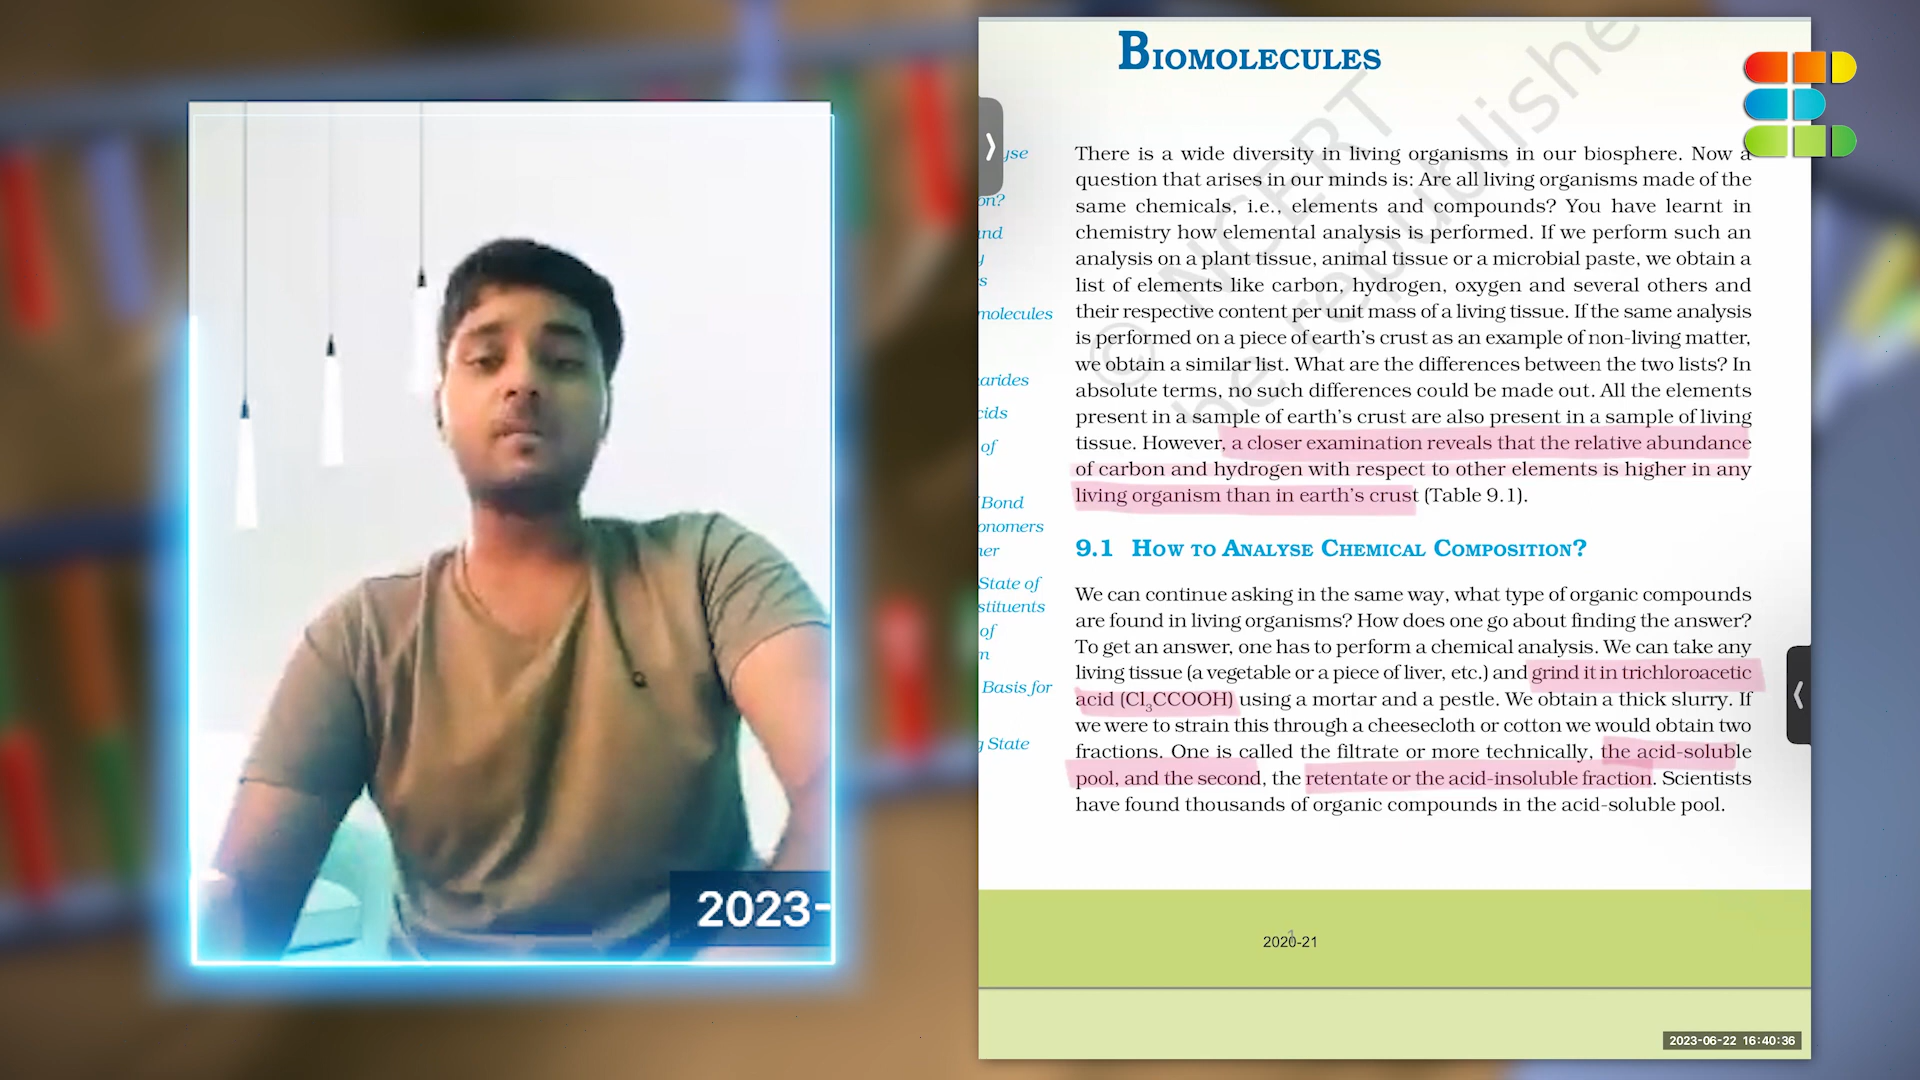 BIOMOLECULES
There is a wide diversity in living organisms in our biosphere. Now a
question that arises in our minds is: Are all living organisms made of the
same chemicals, i.e., elements and compounds? You have learnt in
chemistry how elemental analysis is performed. If we perform such an
analysis on a plant tissue, animal tissue or a microbial paste, we obtain a
list of elements like carbon, hydrogen, oxygen and several others and
their respective content per unit mass of a living tissue. If the same analysis
is performed on a piece of earth's crust as an example of non-living matter,
we obtain a similar list. What are the differences between the two lists? In
absolute terms, no such differences could be made out. All the elements
present in a sample of earth's crust are also present in a sample of living
tissue. However, a closer examination reveals that the relative abundance
of carbon and hydrogen with respect to other elements is higher in any
living organism than in earth's crust (Table 9.1).
9.1 HOW TO ANALYSE CHEMICAL COMPOSITION?
We can continue asking in the same way, what type of organic compounds
are found in living organisms? How does one go about finding the answer?
To get an answer, one has to perform a chemical analysis. We can take any
living tissue (a vegetable or a piece of liver, etc.) and grind it in trichloroacetic
acid (Cl₃CCOOH) using a mortar and a pestle. We obtain a thick slurry. If
we were to strain this through a cheesecloth or cotton we would obtain two
fractions. One is called the filtrate or more technically, the acid-soluble
pool, and the second, the retentate or the acid-insoluble fraction. Scientists
have found thousands of organic compounds in the acid-soluble pool.
yse
on?
and
y
s
molecules
arides
cids
of
Bond
onomers
her
State of
stituents
of
n
Basis for
g State
© NCERT
be republishe
2020-21
2023-
2023-06-22 16:40:36